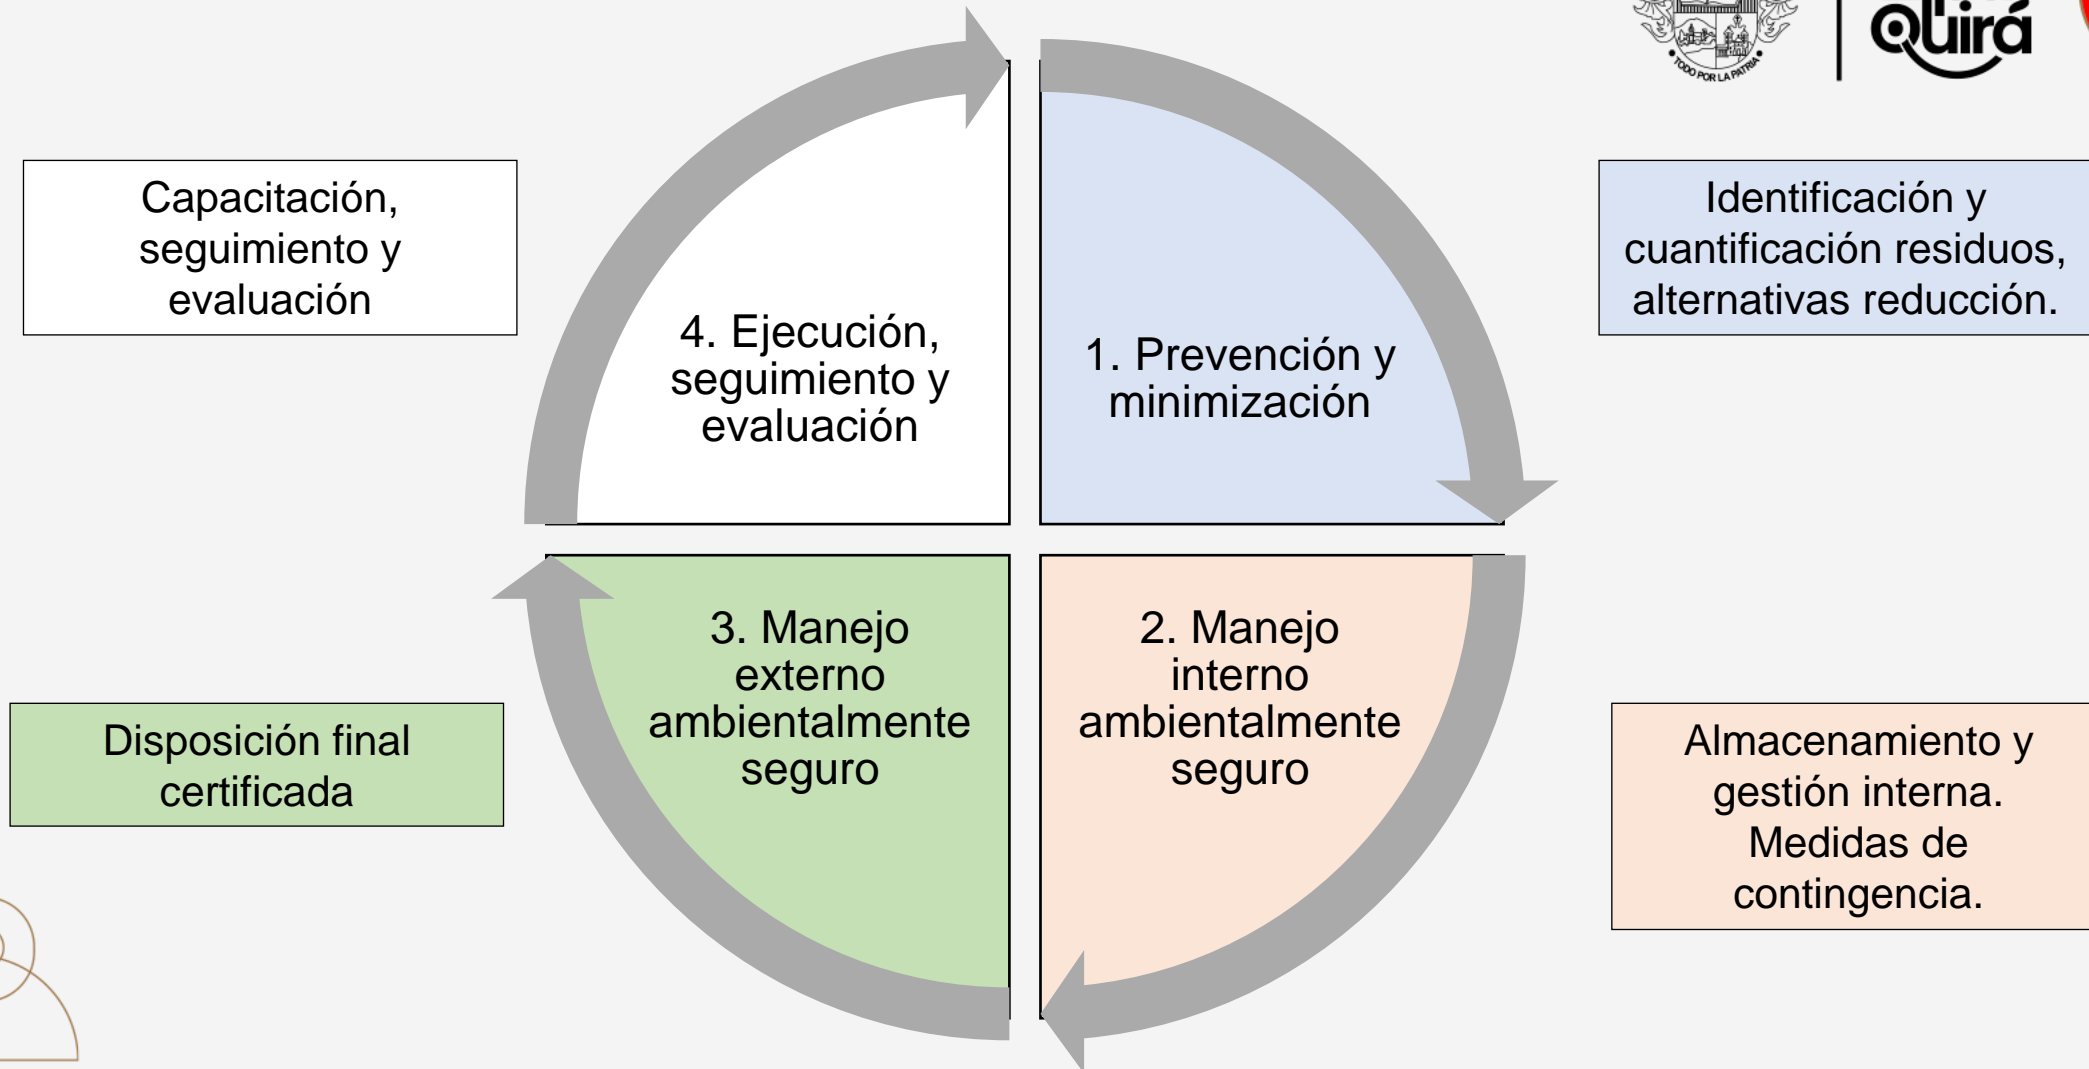 TODO POR LA PATRIA
Quirá
Capacitación,
seguimiento y
evaluación
4. Ejecución,
seguimiento y
evaluación
1. Prevención y
minimización
Identificación y
cuantificación residuos,
alternativas reducción.
Disposición final
certificada
3. Manejo
externo
ambientalmente
seguro
2. Manejo
interno
ambientalmente
seguro
Almacenamiento y
gestión interna.
Medidas de
contingencia.